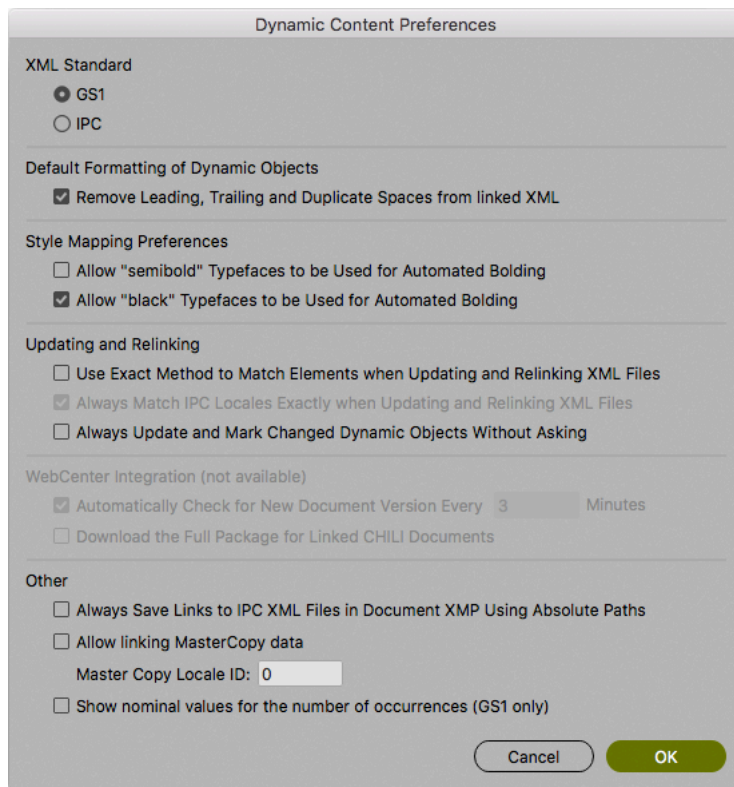 Dynamic Content Preferences
XML Standard
GS1
IPC
Default Formatting of Dynamic Objects
Remove Leading, Trailing and Duplicate Spaces from linked XML
Style Mapping Preferences
Allow "semibold" Typefaces to be Used for Automated Bolding
Allow "black" Typefaces to be Used for Automated Bolding
Updating and Relinking
Use Exact Method to Match Elements when Updating and Relinking XML Files
Always Match IPC Locales Exactly when Updating and Relinking XML Files
Always Update and Mark Changed Dynamic Objects Without Asking
WebCenter Integration (not available)
Automatically Check for New Document Version Every 3 Minutes
Download the Full Package for Linked CHILI Documents
Other
Always Save Links to IPC XML Files in Document XMP Using Absolute Paths
Allow linking MasterCopy data
Master Copy Locale ID: 0
Show nominal values for the number of occurrences (GS1 only)
Cancel OK